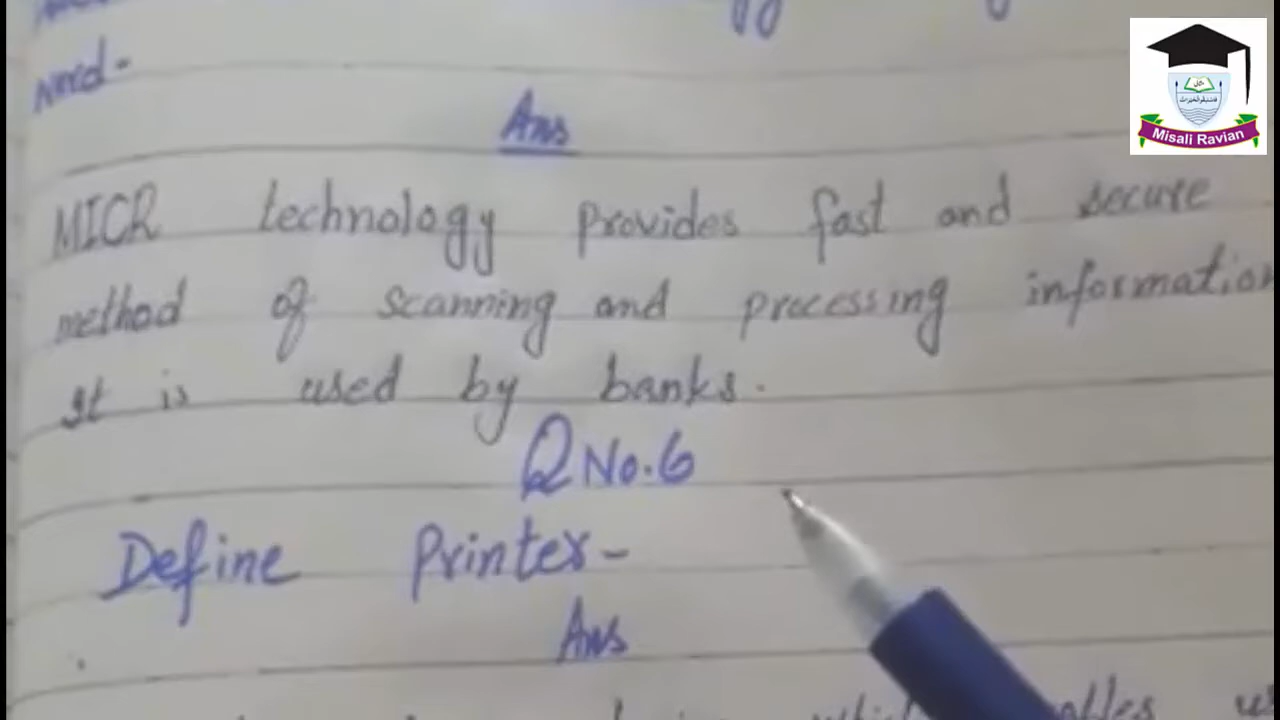 Misali Ravian
Ans
MICR technology provides fast and secure
method of scanning and processing information
It is used by banks.
Q No.6
Define Printer-
Ans